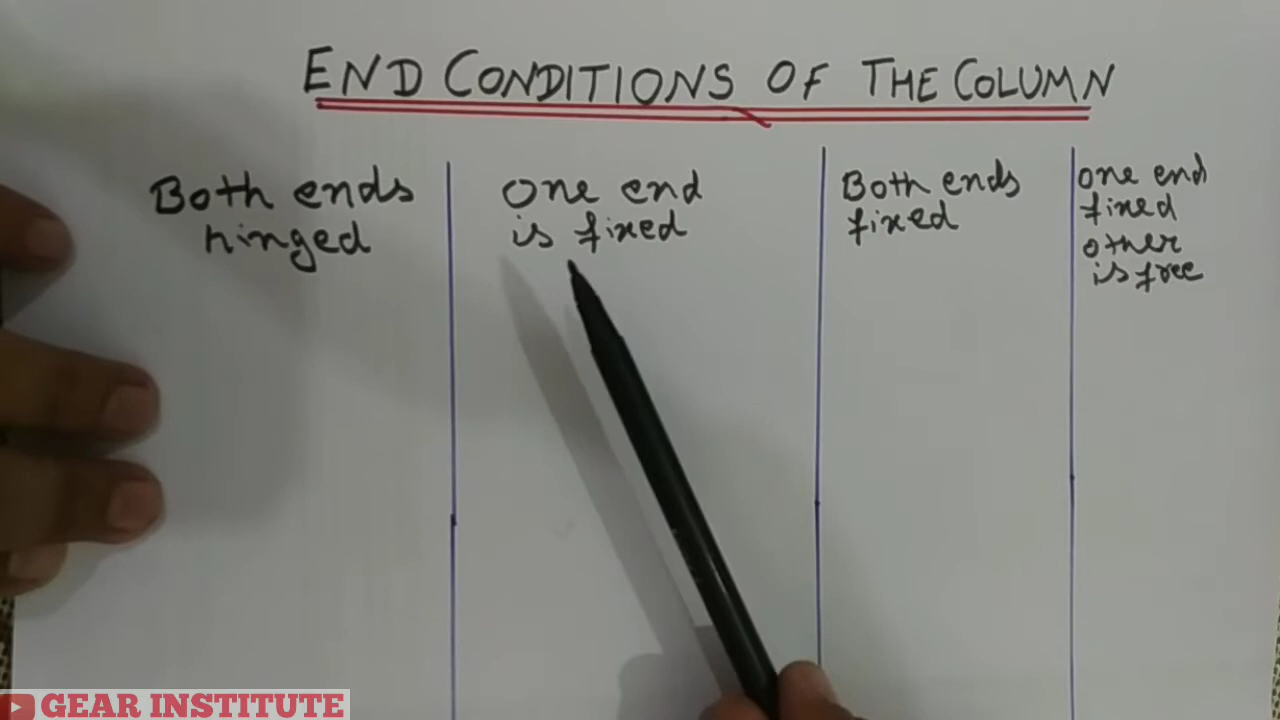 END CONDITIONS OF THE COLUMN
Both ends
hinged
One end
is fixed
Both ends
fixed
One end
fixed
other
is free
GEAR INSTITUTE